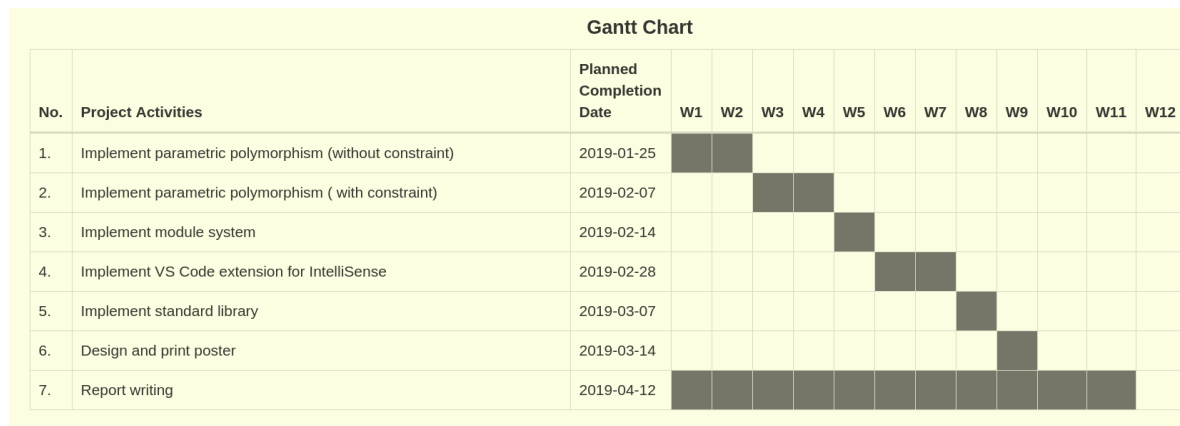 Gantt Chart
No. Project Activities Planned Completion Date W1 W2 W3 W4 W5 W6 W7 W8 W9 W10 W11 W12
1. Implement parametric polymorphism (without constraint) 2019-01-25
2. Implement parametric polymorphism ( with constraint) 2019-02-07
3. Implement module system 2019-02-14
4. Implement VS Code extension for IntelliSense 2019-02-28
5. Implement standard library 2019-03-07
6. Design and print poster 2019-03-14
7. Report writing 2019-04-12